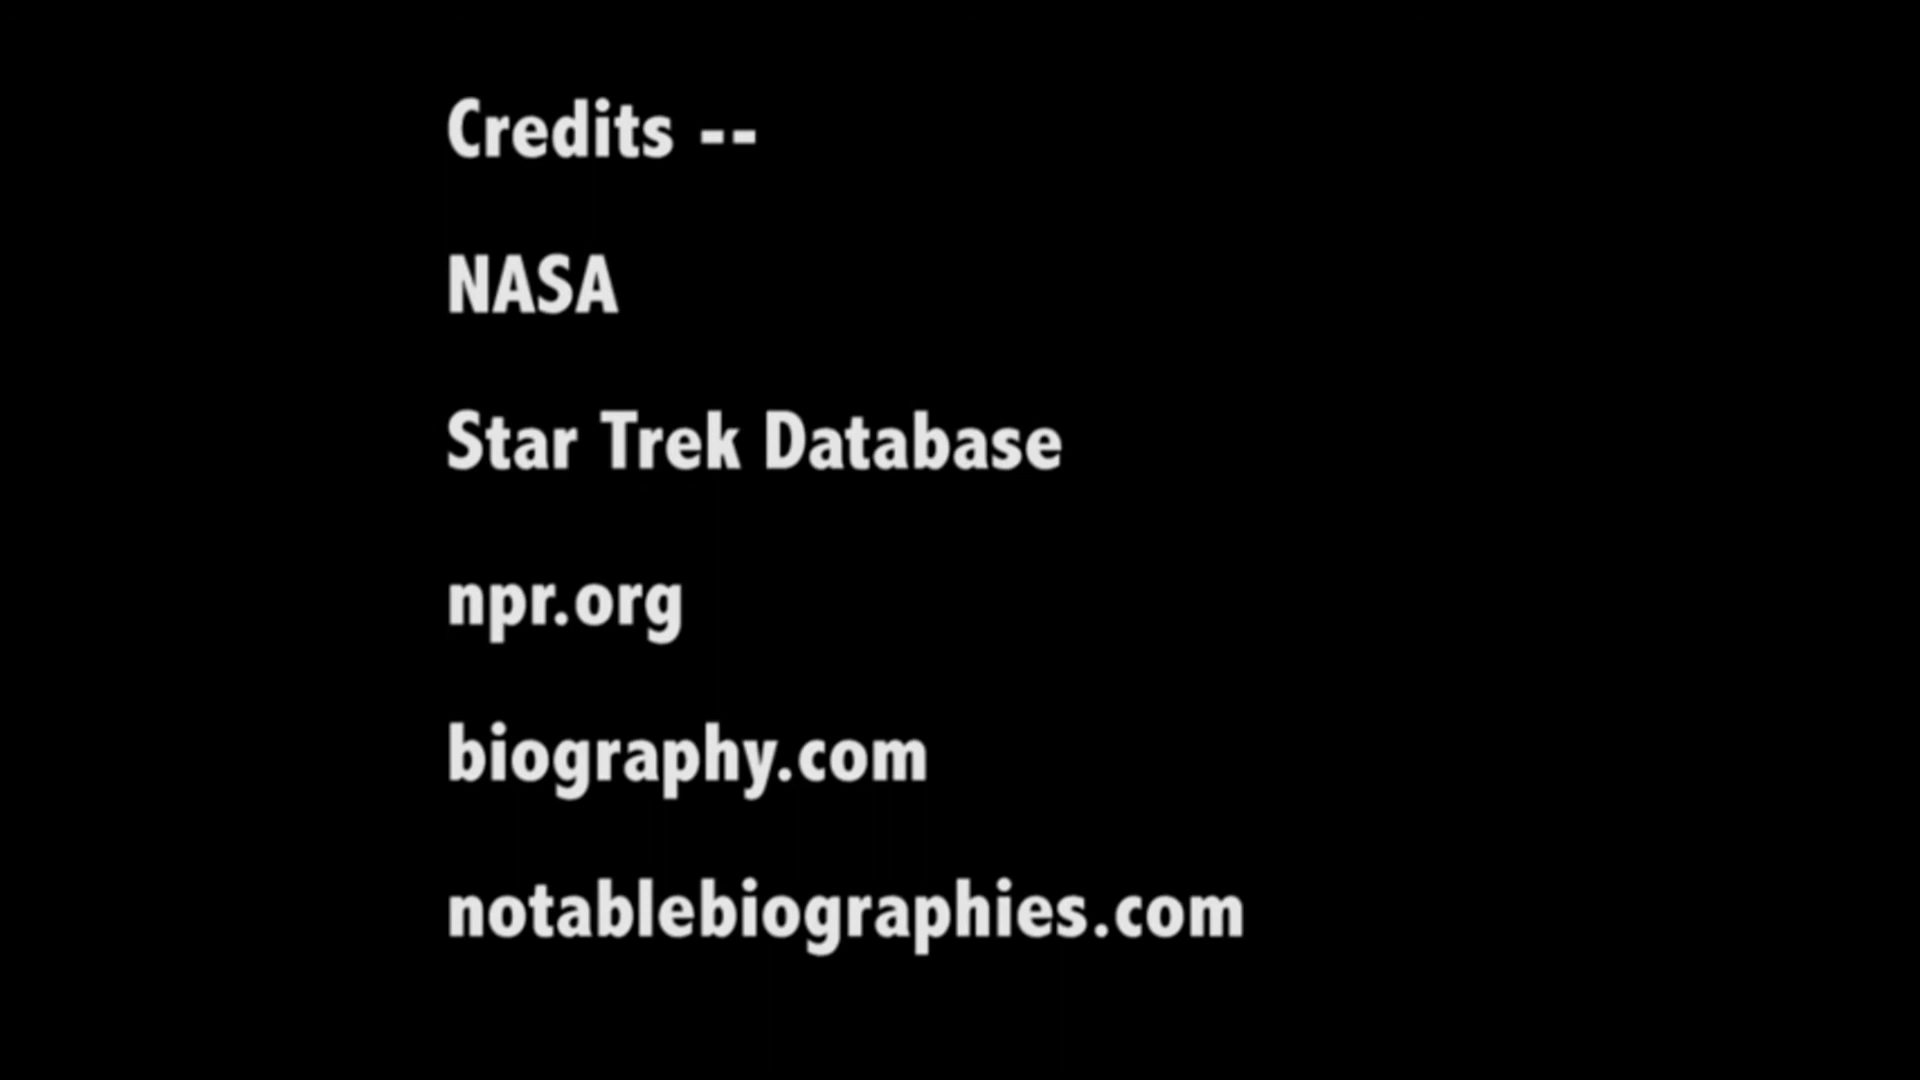 Credits --
NASA
Star Trek Database
npr.org
biography.com
notablebiographies.com